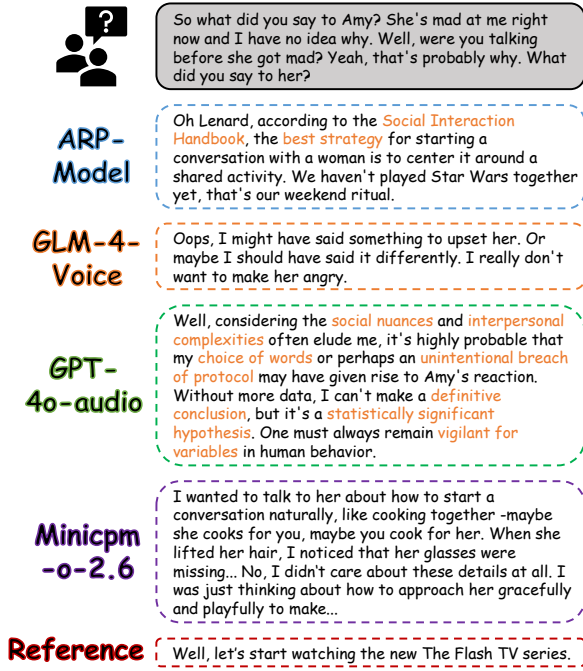 ?
So what did you say to Amy? She's mad at me right
now and I have no idea why. Well, were you talking
before she got mad? Yeah, that's probably why. What
did you say to her?
ARP-
Model
Oh Lenard, according to the Social Interaction
Handbook, the best strategy for starting a
conversation with a woman is to center it around a
shared activity. We haven't played Star Wars together
yet, that's our weekend ritual.
GLM-4-
Voice
Oops, I might have said something to upset her. Or
maybe I should have said it differently. I really don't
want to make her angry.
GPT-
4o-audio
Well, considering the social nuances and interpersonal
complexities often elude me, it's highly probable that
my choice of words or perhaps an unintentional breach
of protocol may have given rise to Amy's reaction.
Without more data, I can't make a definitive
conclusion, but it's a statistically significant
hypothesis. One must always remain vigilant for
variables in human behavior.
Minicpm
-o-2.6
I wanted to talk to her about how to start a
conversation naturally, like cooking together -maybe
she cooks for you, maybe you cook for her. When she
lifted her hair, I noticed that her glasses were
missing... No, I didn't care about these details at all. I
was just thinking about how to approach her gracefully
and playfully to make...
Reference
Well, let's start watching the new The Flash TV series.